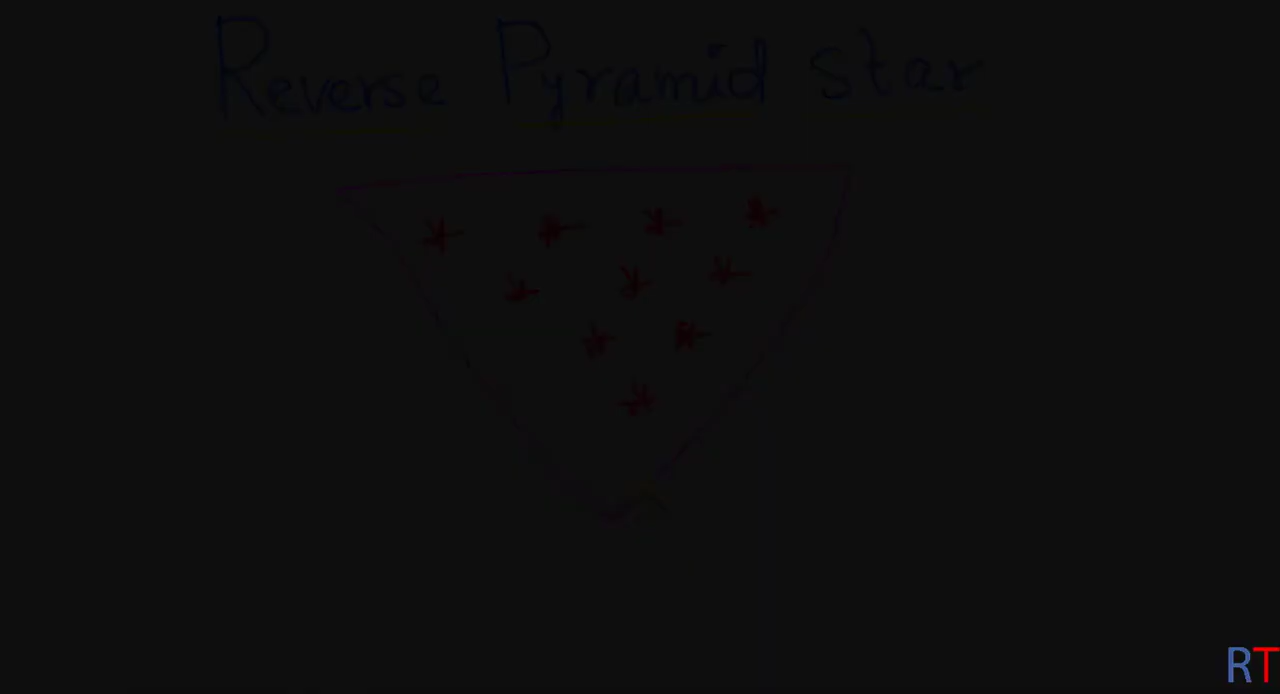 Reverse Pyramid Star
* * * *
* * *
* *
*
RT